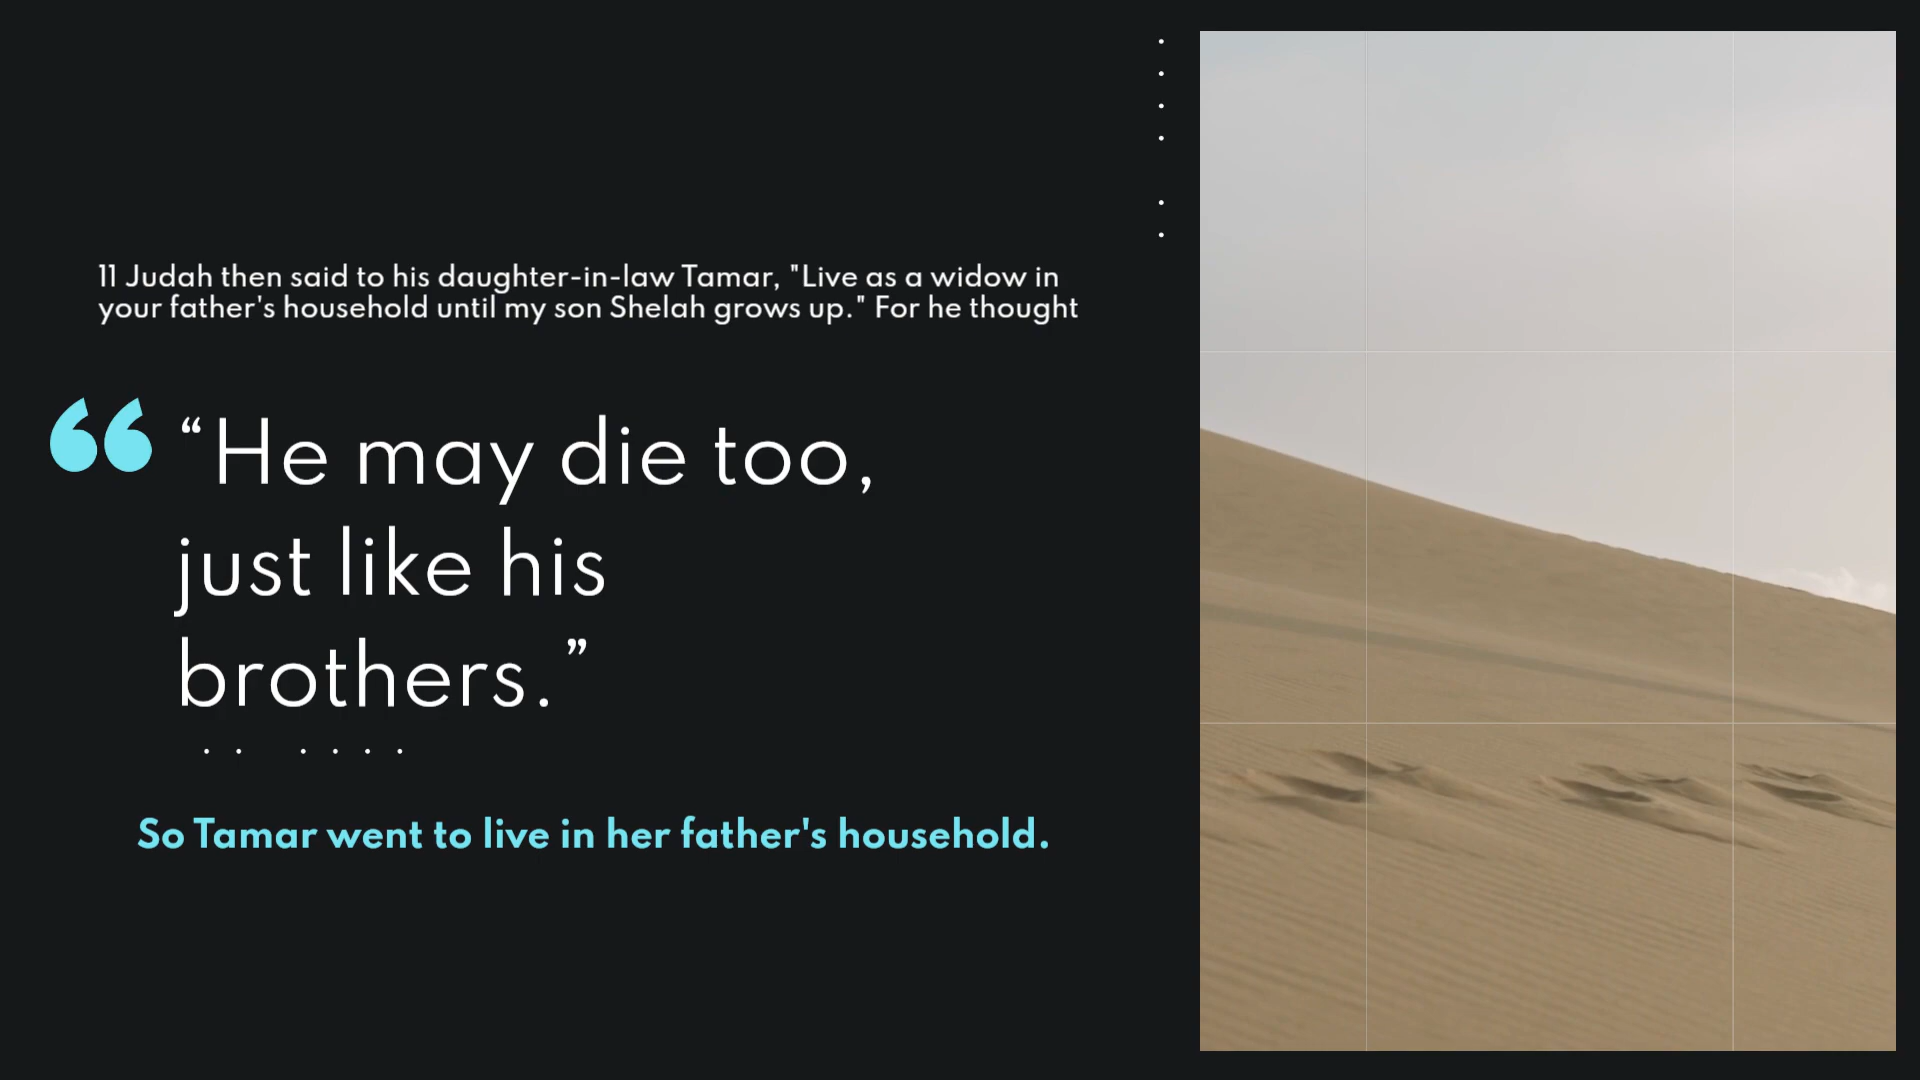 11 Judah then said to his daughter-in-law Tamar, "Live as a widow in
your father's household until my son Shelah grows up." For he thought
“He may die too,
just like his
brothers.”
So Tamar went to live in her father's household.